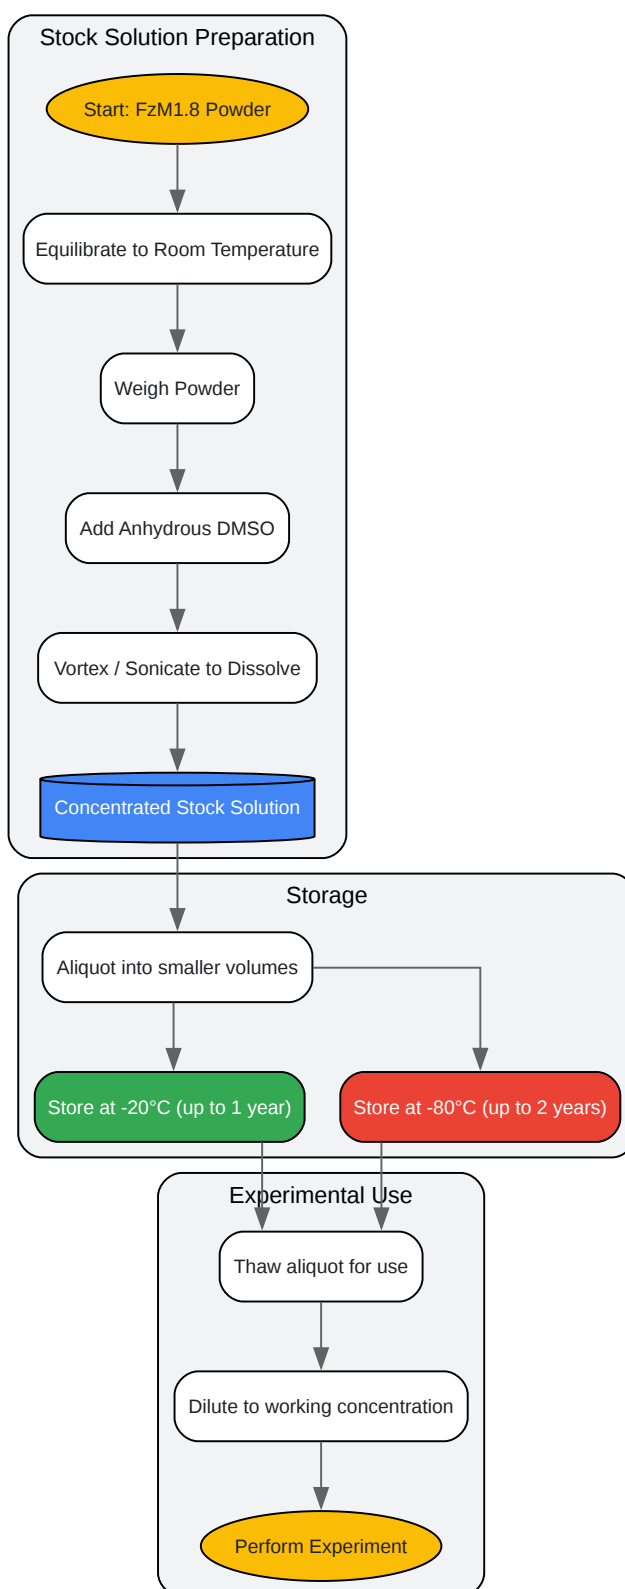 Stock Solution Preparation
Start: FzM1.8 Powder
Equilibrate to Room Temperature
Weigh Powder
Add Anhydrous DMSO
Vortex / Sonicate to Dissolve
Concentrated Stock Solution
Storage
Aliquot into smaller volumes
Store at -20°C (up to 1 year)
Store at -80°C (up to 2 years)
Experimental Use
Thaw aliquot for use
Dilute to working concentration
Perform Experiment